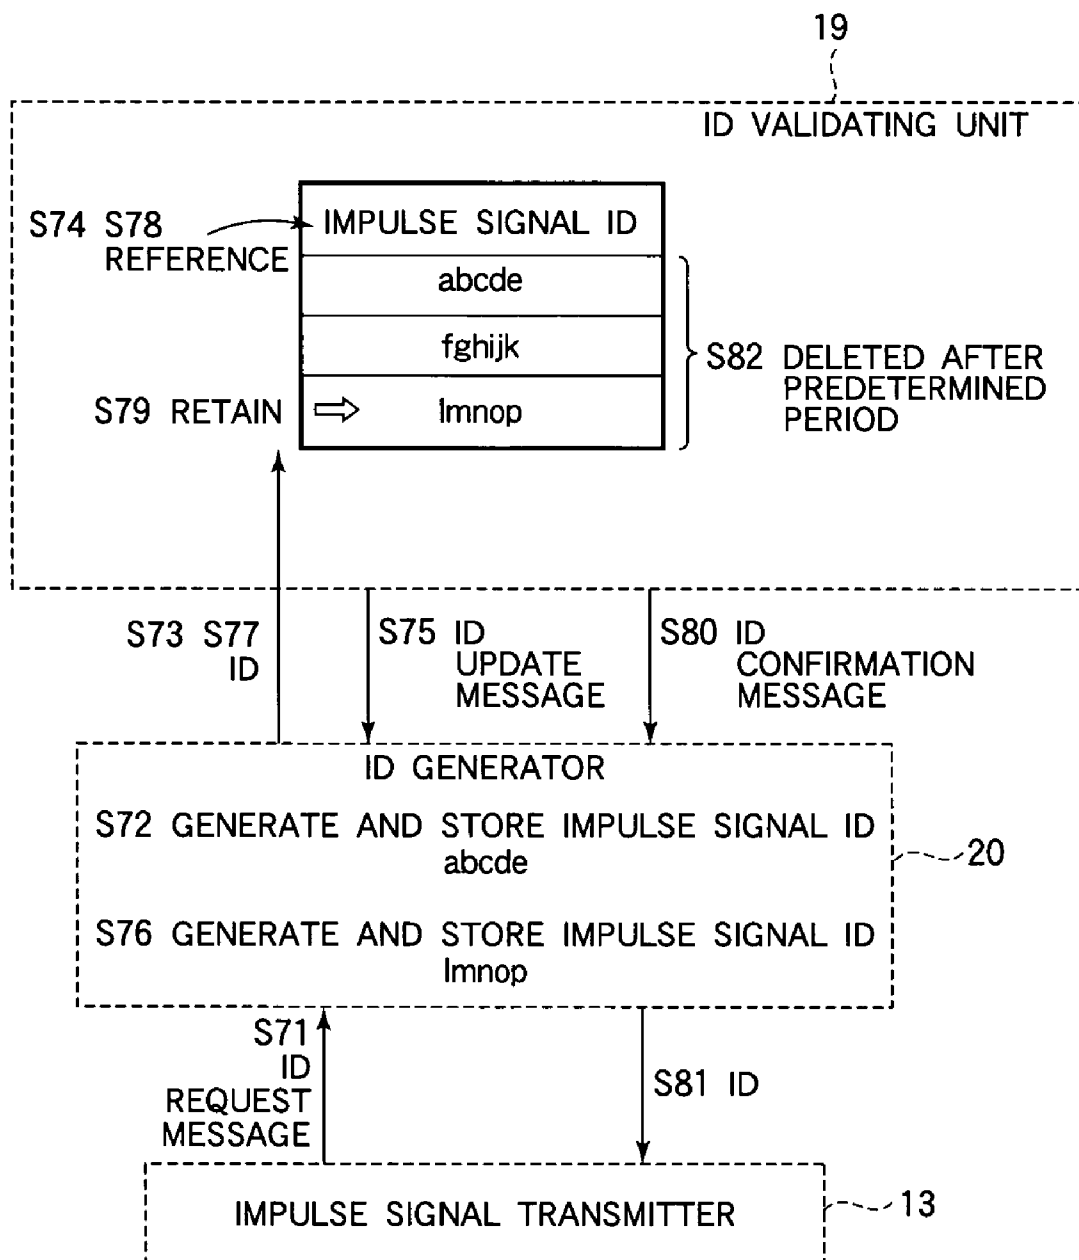 19
ID VALIDATING UNIT
S74 S78
REFERENCE
IMPULSE SIGNAL ID
abcde
fghijk
S79 RETAIN
lmnop
S82 DELETED AFTER
PREDETERMINED
PERIOD
S73 S77
ID
S75 ID
UPDATE
MESSAGE
S80 ID
CONFIRMATION
MESSAGE
ID GENERATOR
S72 GENERATE AND STORE IMPULSE SIGNAL ID
abcde
20
S76 GENERATE AND STORE IMPULSE SIGNAL ID
lmnop
S71
ID
REQUEST
MESSAGE
S81 ID
IMPULSE SIGNAL TRANSMITTER
13